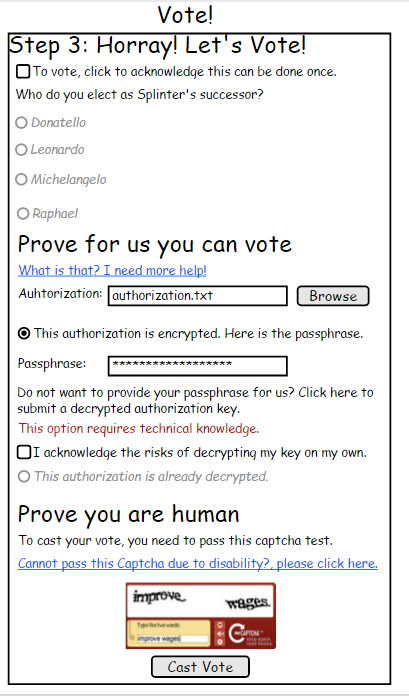 Vote!
Step 3: Horray! Let's Vote!
To vote, click to acknowledge this can be done once.
Who do you elect as Splinter's successor?
Donatello
Leonardo
Michelangelo
Raphael
Prove for us you can vote
What is that? I need more help!
Auhtorization: authorization.txt Browse
This authorization is encrypted. Here is the passphrase.
Passphrase: ******************
Do not want to provide your passphrase for us? Click here to
submit a decrypted authorization key.
This option requires technical knowledge.
I acknowledge the risks of decrypting my key on my own.
This authorization is already decrypted.
Prove you are human
To cast your vote, you need to pass this captcha test.
Cannot pass this Captcha due to disability?, please click here.
improve wages
Type the two words:
improve wages
reCAPTCHA™
stop spam.
read books.
Cast Vote